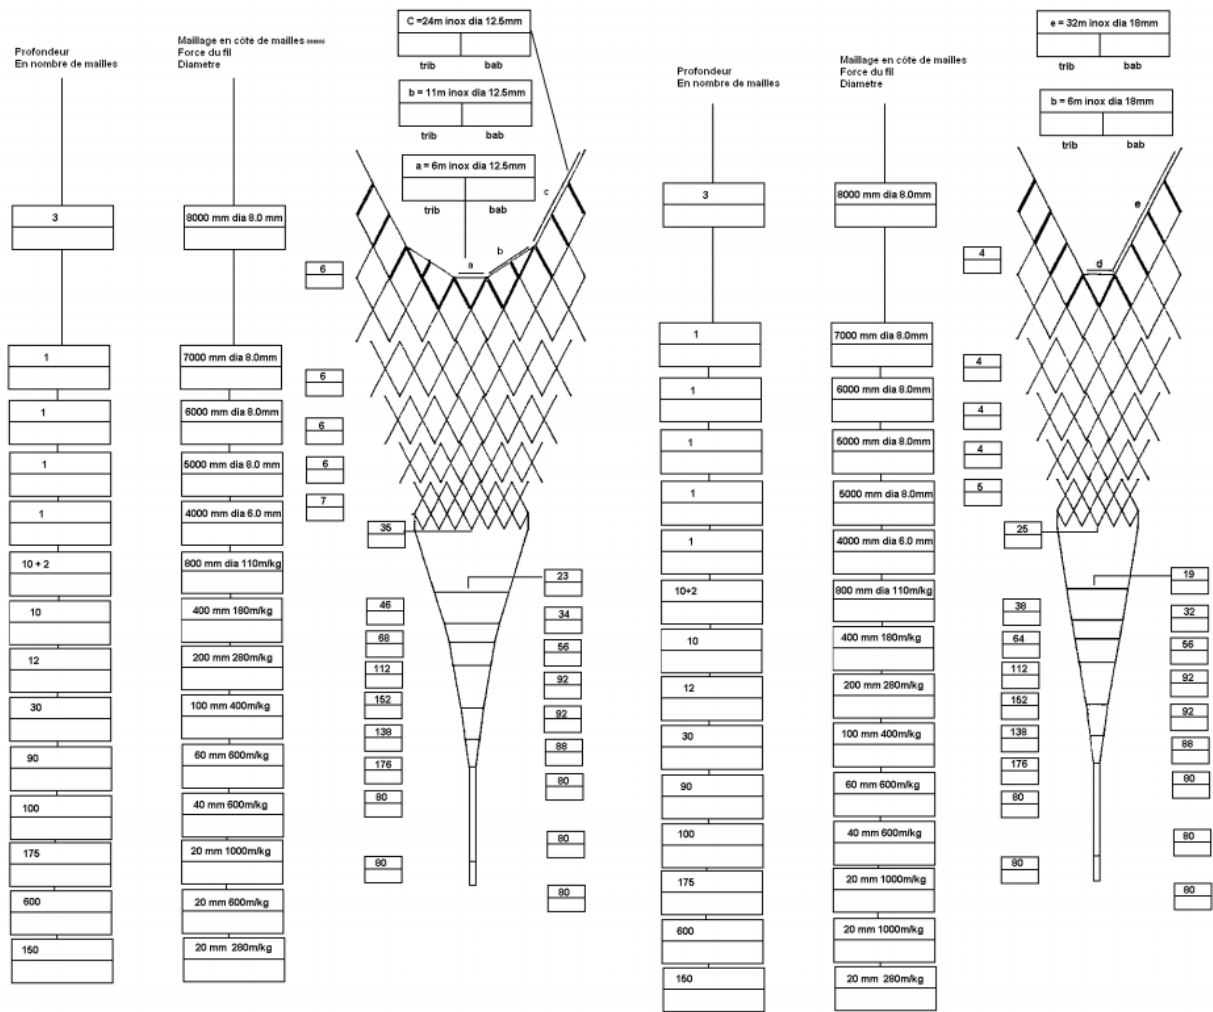 Profondeur
En nombre de mailles
3
1
1
1
1
10 + 2
10
12
30
90
100
175
600
150
Maillage en côté de mailles
Force du fil
Diamètre
8000 mm dia 8.0 mm
7000 mm dia 8.0mm
6000 mm dia 8.0mm
5000 mm dia 8.0 mm
4000 mm dia 6.0 mm
800 mm dia 110m/kg
400 mm 180m/kg
200 mm 280m/kg
100 mm 400m/kg
60 mm 600m/kg
40 mm 600m/kg
20 mm 1000m/kg
20 mm 600m/kg
20 mm 280m/kg
C =24m inox dia 12.5mm
trib bab
b = 11m inox dia 12.5mm
trib bab
a = 6m inox dia 12.5mm
trib bab
c
b
a
6
6
6
6
7
35
46
68
112
152
138
176
80
80
23
34
56
92
92
88
80
80
80
Profondeur
En nombre de mailles
3
1
1
1
1
1
10+2
10
12
30
90
100
175
600
150
Maillage en côté de mailles
Force du fil
Diamètre
8000 mm dia 8.0mm
7000 mm dia 8.0mm
6000 mm dia 8.0mm
5000 mm dia 8.0mm
5000 mm dia 8.0mm
4000 mm dia 6.0 mm
800 mm dia 110m/kg
400 mm 180m/kg
200 mm 280m/kg
100 mm 400m/kg
60 mm 600m/kg
40 mm 600m/kg
20 mm 1000m/kg
20 mm 1000m/kg
20 mm 280m/kg
e = 32m inox dia 18mm
trib bab
b = 6m inox dia 18mm
trib bab
e
d
4
4
4
4
5
25
38
64
112
152
138
176
80
80
19
32
56
92
92
88
80
80
80